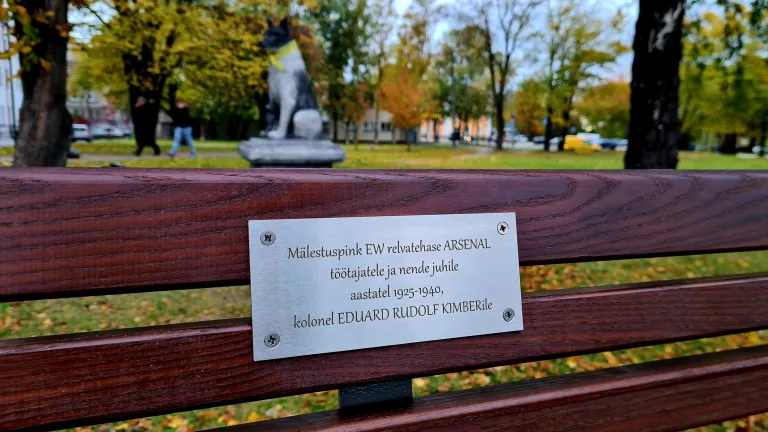 Mälestuspink EW relvatehase ARSENAL
töötajatele ja nende juhile
aastatel 1925-1940,
kolonel EDUARD RUDOLF KIMBERile